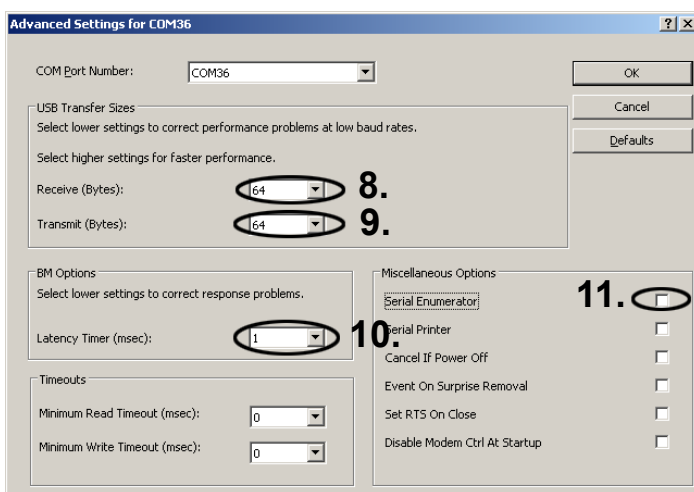 Advanced Settings for COM36
? ×
COM Port Number: COM36
OK
Cancel
Defaults
USB Transfer Sizes
Select lower settings to correct performance problems at low baud rates.
Select higher settings for faster performance.
Receive (Bytes): 64 8.
Transmit (Bytes): 64 9.
BM Options
Select lower settings to correct response problems.
Latency Timer (msec): 1 10.
Timeouts
Minimum Read Timeout (msec): 0
Minimum Write Timeout (msec): 0
Miscellaneous Options
Serial Enumerator 11.
Serial Printer
Cancel If Power Off
Event On Surprise Removal
Set RTS On Close
Disable Modem Ctrl At Startup